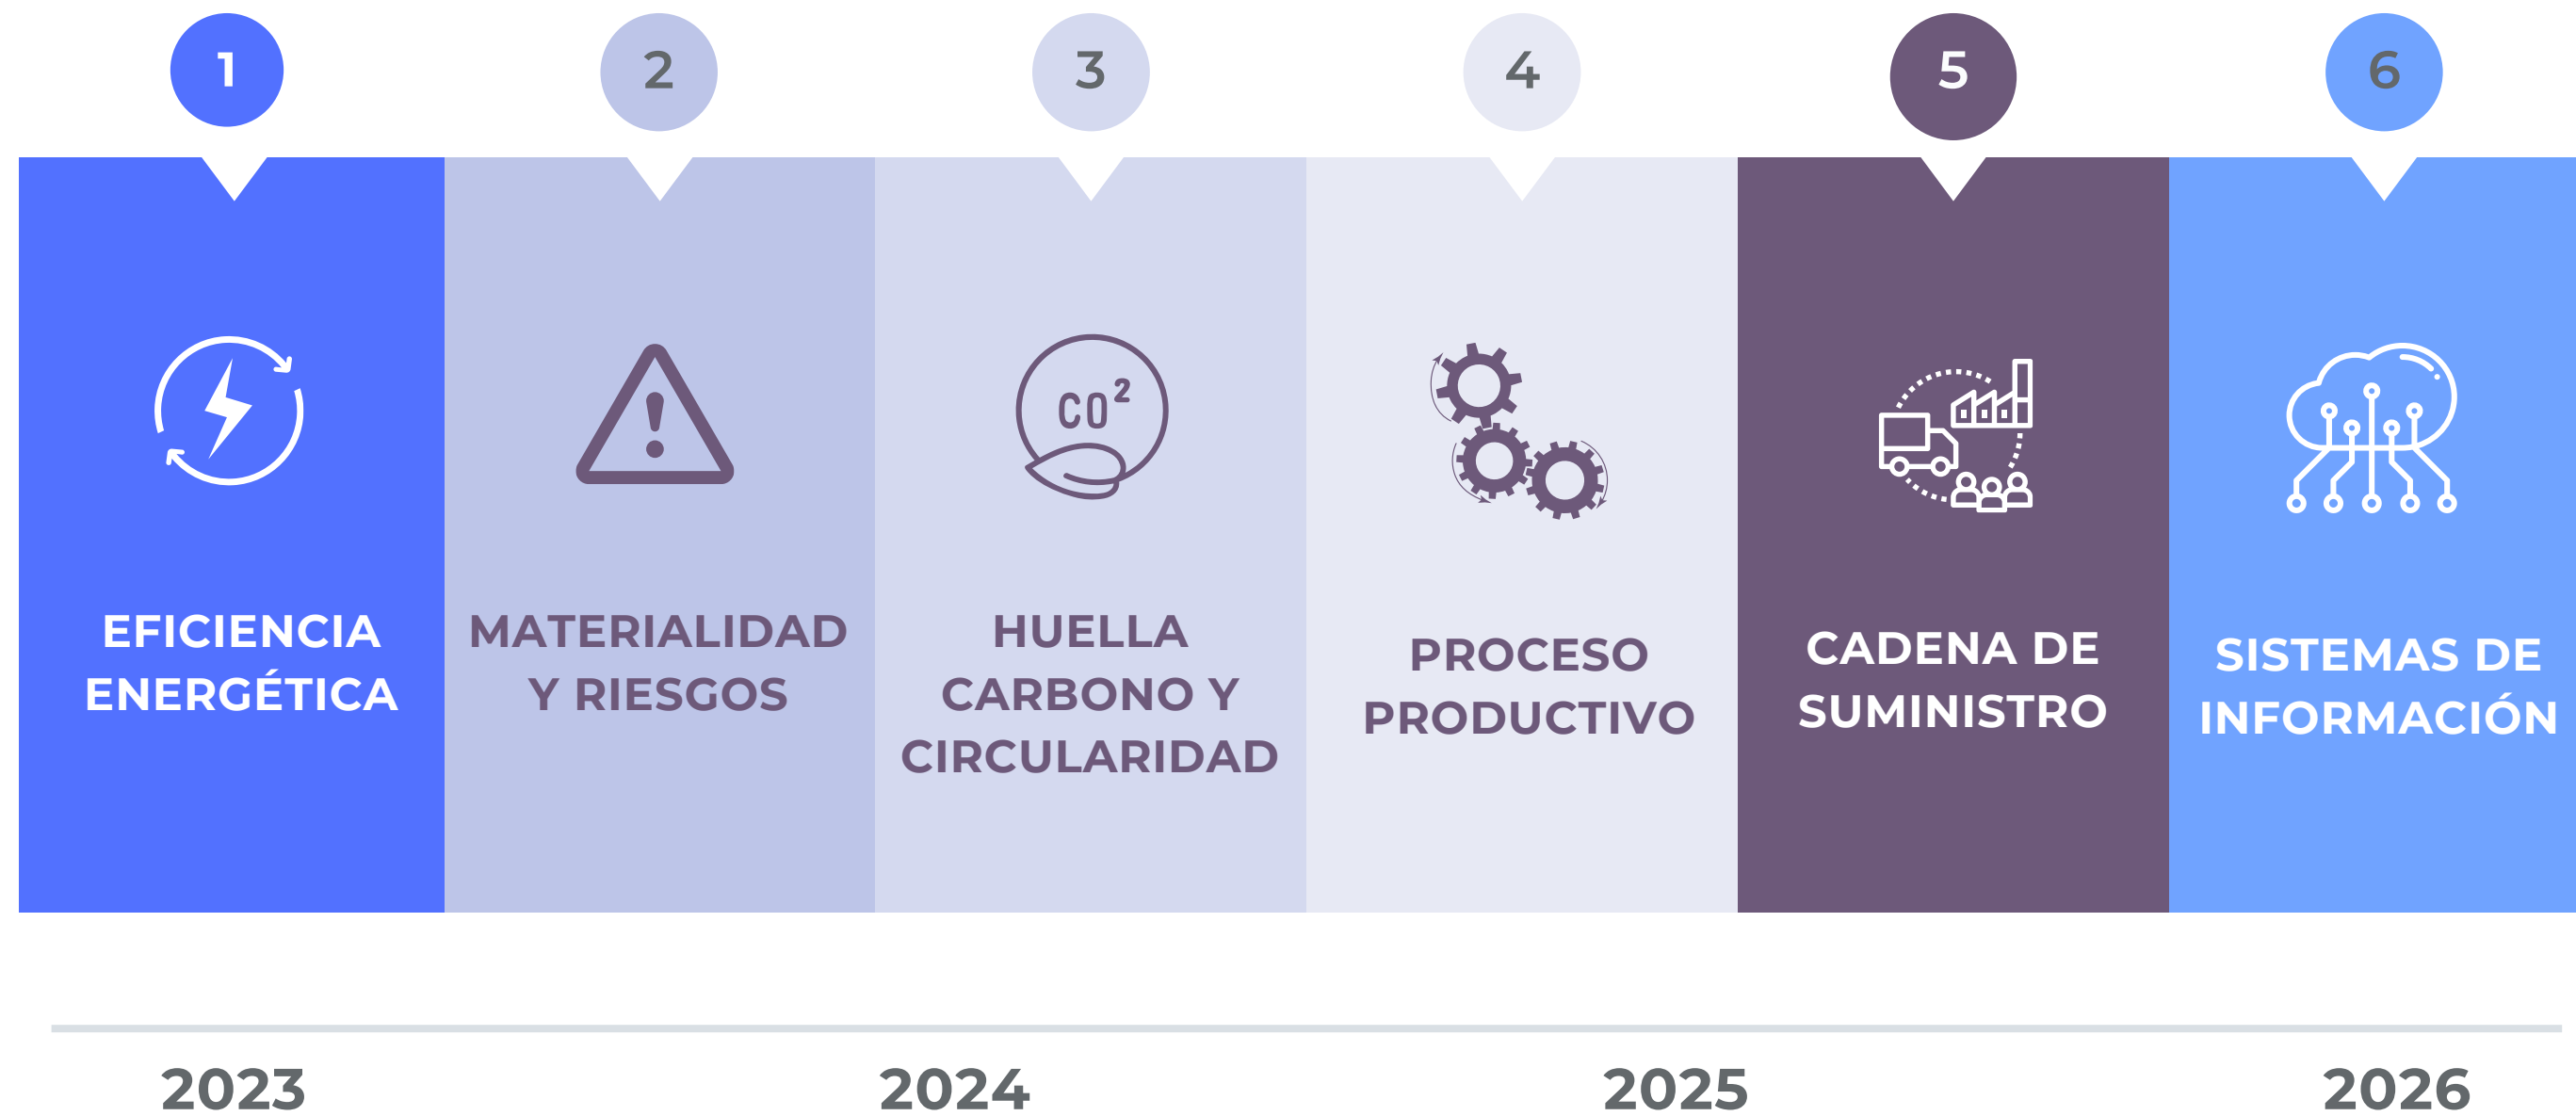 1
2
3
4
5
6
EFICIENCIA
ENERGÉTICA
MATERIALIDAD
Y RIESGOS
CO²
HUELLA
CARBONO Y
CIRCULARIDAD
PROCESO
PRODUCTIVO
CADENA DE
SUMINISTRO
SISTEMAS DE
INFORMACIÓN
2023
2024
2025
2026